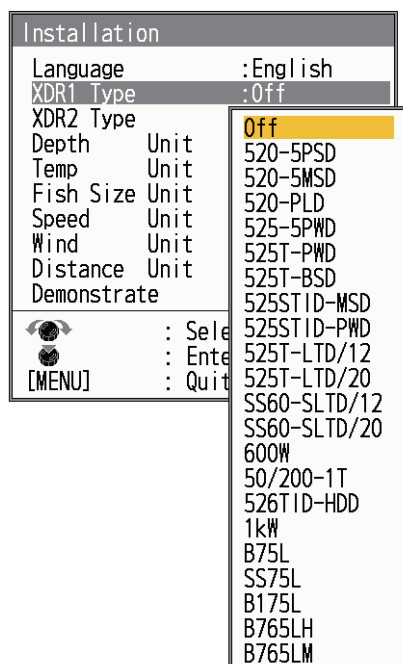 Installation
Language :English
XDR1 Type :Off
XDR2 Type
Depth Unit
Temp Unit
Fish Size Unit
Speed Unit
Wind Unit
Distance Unit
Demonstrate
: Sele
: Ente
[MENU] : Quit
Off
520-5PSD
520-5MSD
520-PLD
525-5PWD
525T-PWD
525T-BSD
525STID-MSD
525STID-PWD
525T-LTD/12
525T-LTD/20
SS60-SLTD/12
SS60-SLTD/20
600W
50/200-1T
526TID-HDD
1kW
B75L
SS75L
B175L
B765LH
B765LM